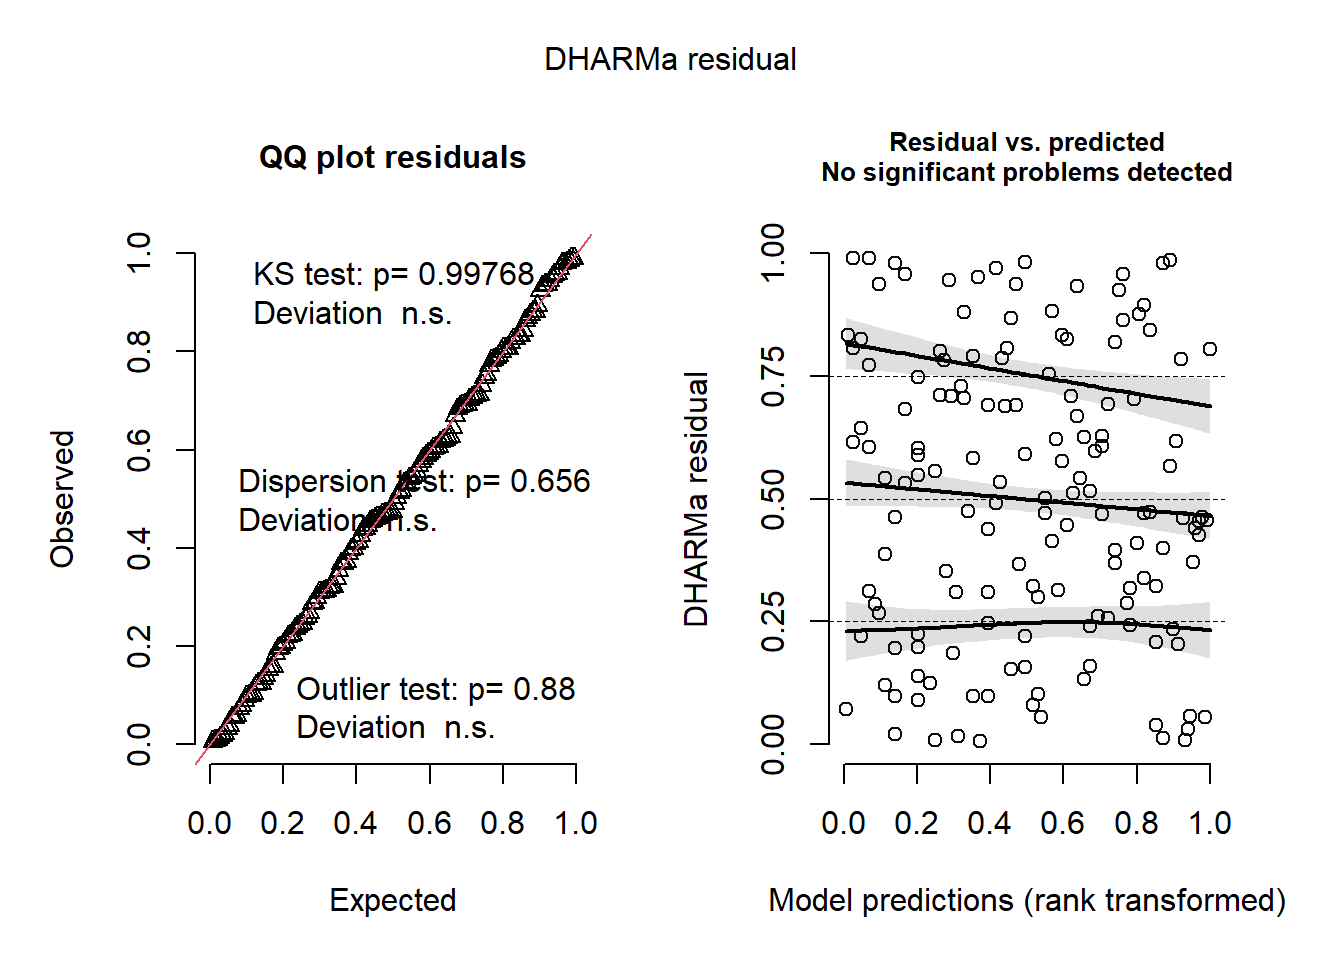 DHARMa residual
QQ plot residuals
KS test: p= 0.99768
Deviation  n.s.
Dispersion test: p= 0.656
Deviation  n.s.
Outlier test: p= 0.88
Deviation  n.s.
Observed
0.0 0.2 0.4 0.6 0.8 1.0
0.0 0.2 0.4 0.6 0.8 1.0
Expected
Residual vs. predicted
No significant problems detected
DHARMa residual
0.00 0.25 0.50 0.75 1.00
0.0 0.2 0.4 0.6 0.8 1.0
Model predictions (rank transformed)